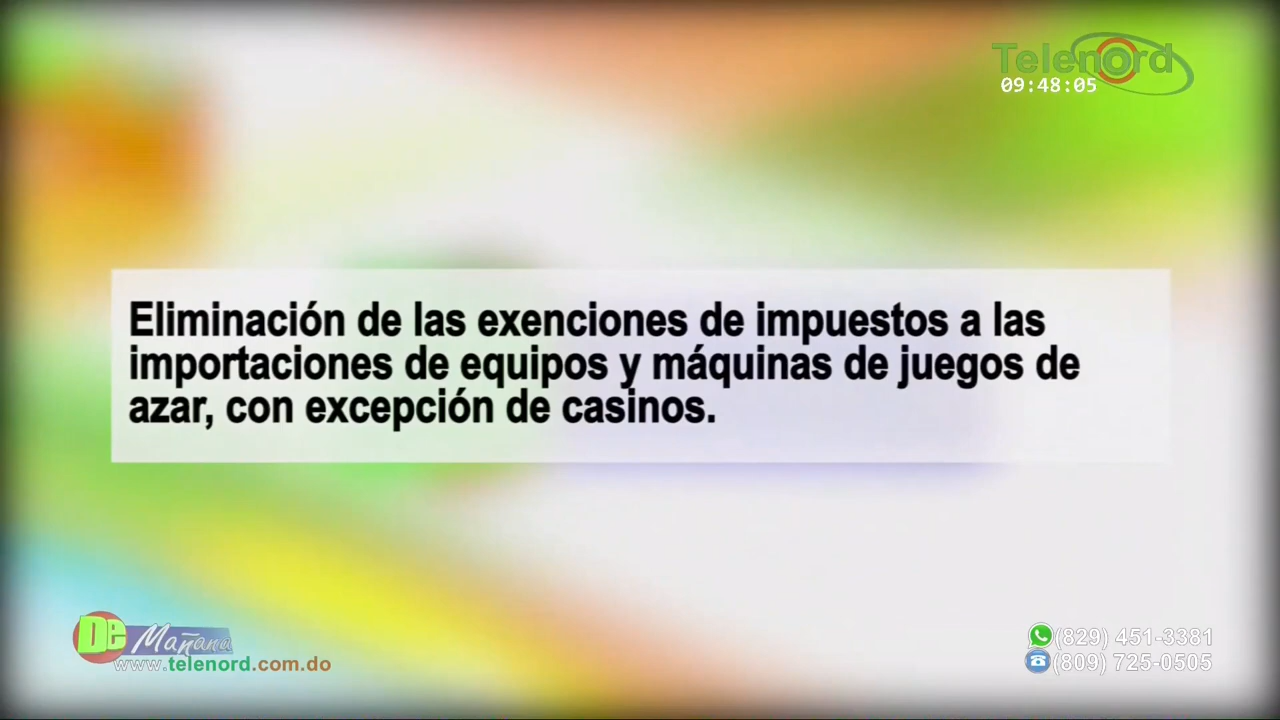 Telenord
09:48:05
Eliminación de las exenciones de impuestos a las
importaciones de equipos y máquinas de juegos de
azar, con excepción de casinos.
De Mañana
www.telenord.com.do
(829) 451-3381
(809) 725-0505